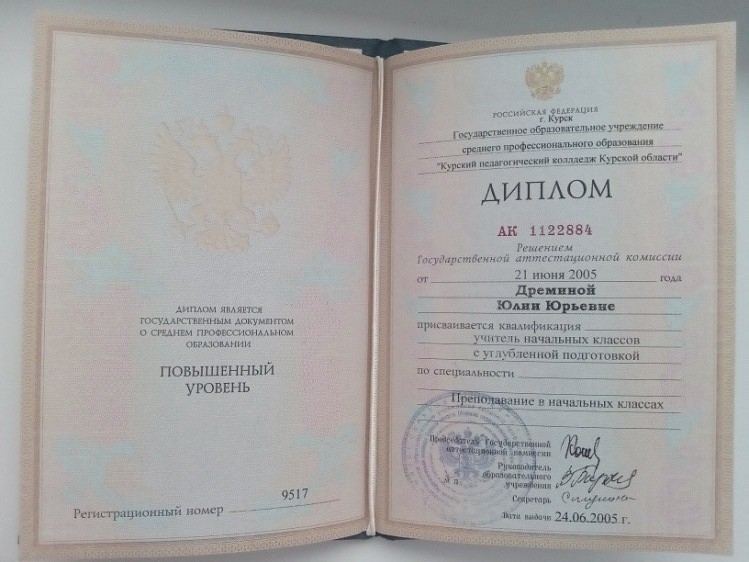 ДИПЛОМ ЯВЛЯЕТСЯ
ГОСУДАРСТВЕННЫМ ДОКУМЕНТОМ
О СРЕДНЕМ ПРОФЕССИОНАЛЬНОМ
ОБРАЗОВАНИИ
ПОВЫШЕННЫЙ
УРОВЕНЬ
Регистрационный номер 9517
РОССИЙСКАЯ ФЕДЕРАЦИЯ
г. Курск
Государственное образовательное учреждение
среднего профессионального образования
"Курский педагогический колледж Курской области"
ДИПЛОМ
АК 1122884
Решением
Государственной аттестационной комиссии
от 21 июня 2005 года
Дреминой
Юлии Юрьевне
присваивается квалификация
учитель начальных классов
с углубленной подготовкой
по специальности
Преподавание в начальных классах
Председатель Государственной
аттестационной комиссии
Руководитель
образовательного
учреждения
М.П.
Секретарь
Дата выдачи 24.06.2005 г.